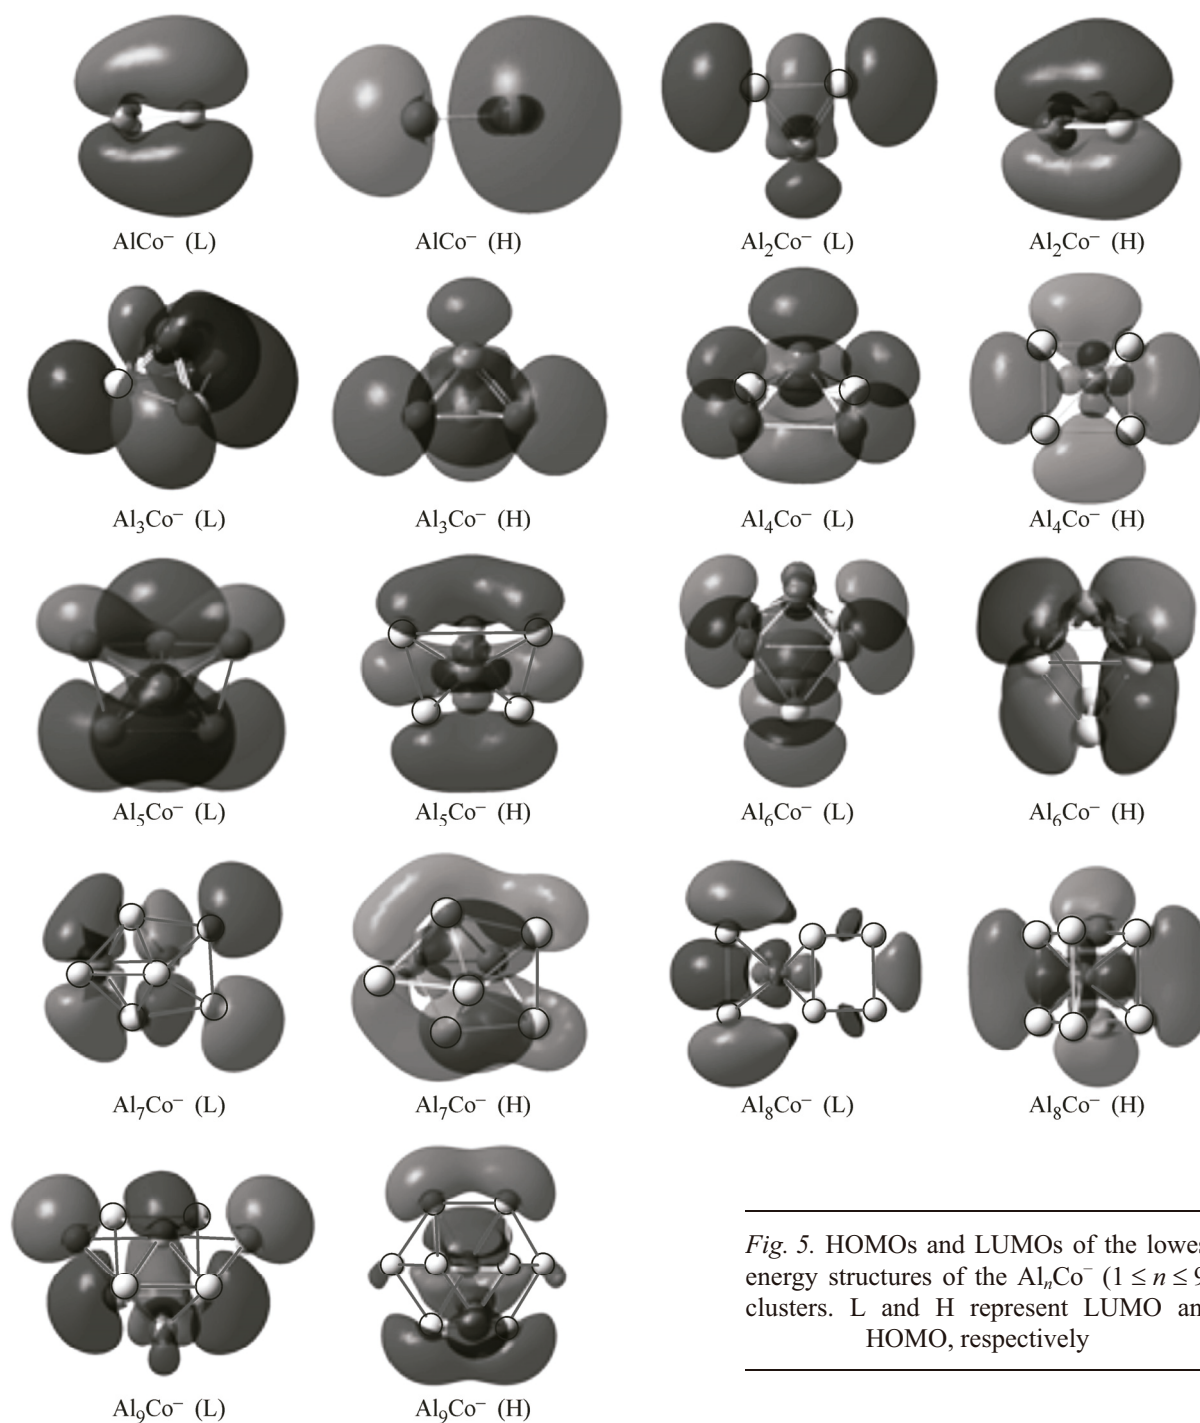 AlCo⁻ (L) AlCo⁻ (H) Al₂Co⁻ (L) Al₂Co⁻ (H)
Al₃Co⁻ (L) Al₃Co⁻ (H) Al₄Co⁻ (L) Al₄Co⁻ (H)
Al₅Co⁻ (L) Al₅Co⁻ (H) Al₆Co⁻ (L) Al₆Co⁻ (H)
Al₇Co⁻ (L) Al₇Co⁻ (H) Al₈Co⁻ (L) Al₈Co⁻ (H)
Al₉Co⁻ (L) Al₉Co⁻ (H)
Fig. 5. HOMOs and LUMOs of the lowes
energy structures of the AlₙCo⁻ (1 ≤ n ≤ 9
clusters. L and H represent LUMO an
HOMO, respectively